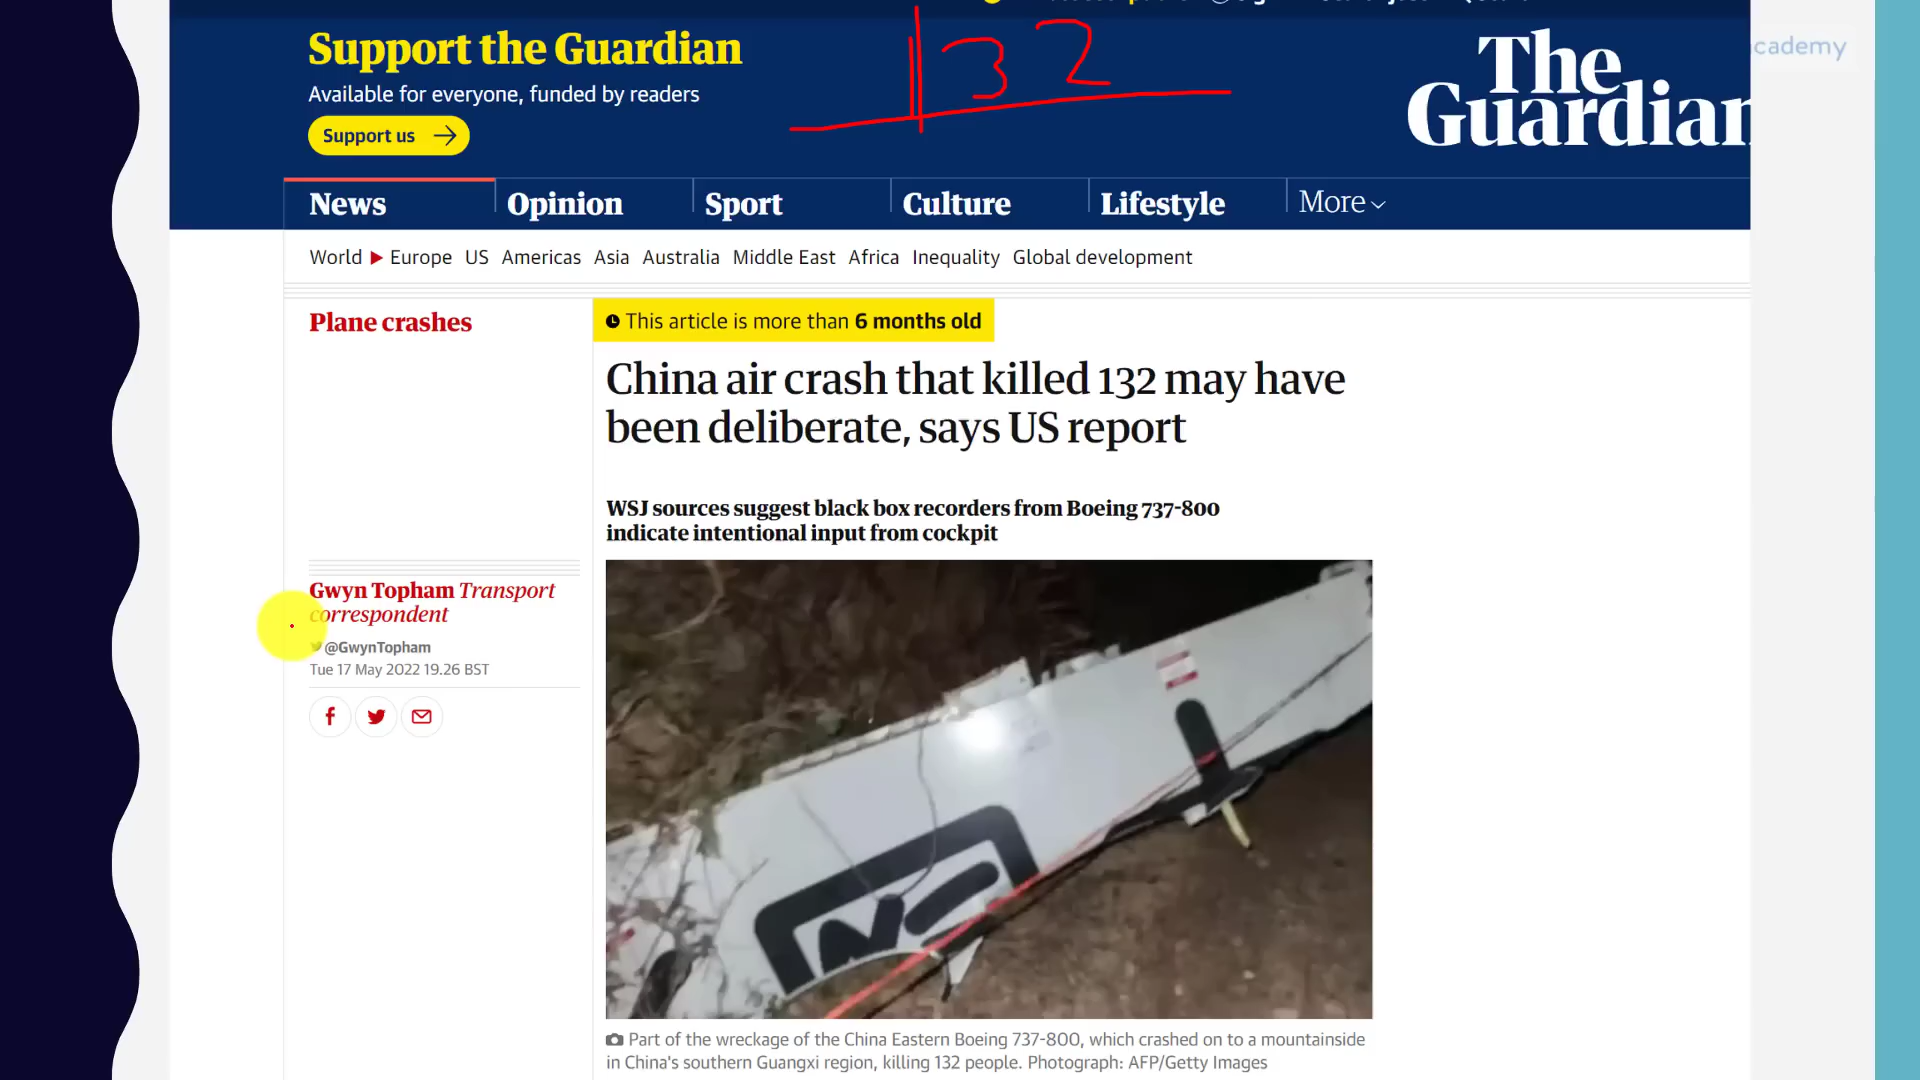 Support the Guardian
132
The
Guardian
cademy
Available for everyone, funded by readers
Support us
News Opinion Sport Culture Lifestyle More
World Europe US Americas Asia Australia Middle East Africa Inequality Global development
Plane crashes
This article is more than 6 months old
China air crash that killed 132 may have
been deliberate, says US report
WSJ sources suggest black box recorders from Boeing 737-800
indicate intentional input from cockpit
Gwyn Topham Transport
correspondent
@GwynTopham
Tue 17 May 2022 19.26 BST
Part of the wreckage of the China Eastern Boeing 737-800, which crashed on to a mountainside
in China's southern Guangxi region, killing 132 people. Photograph: AFP/Getty Images